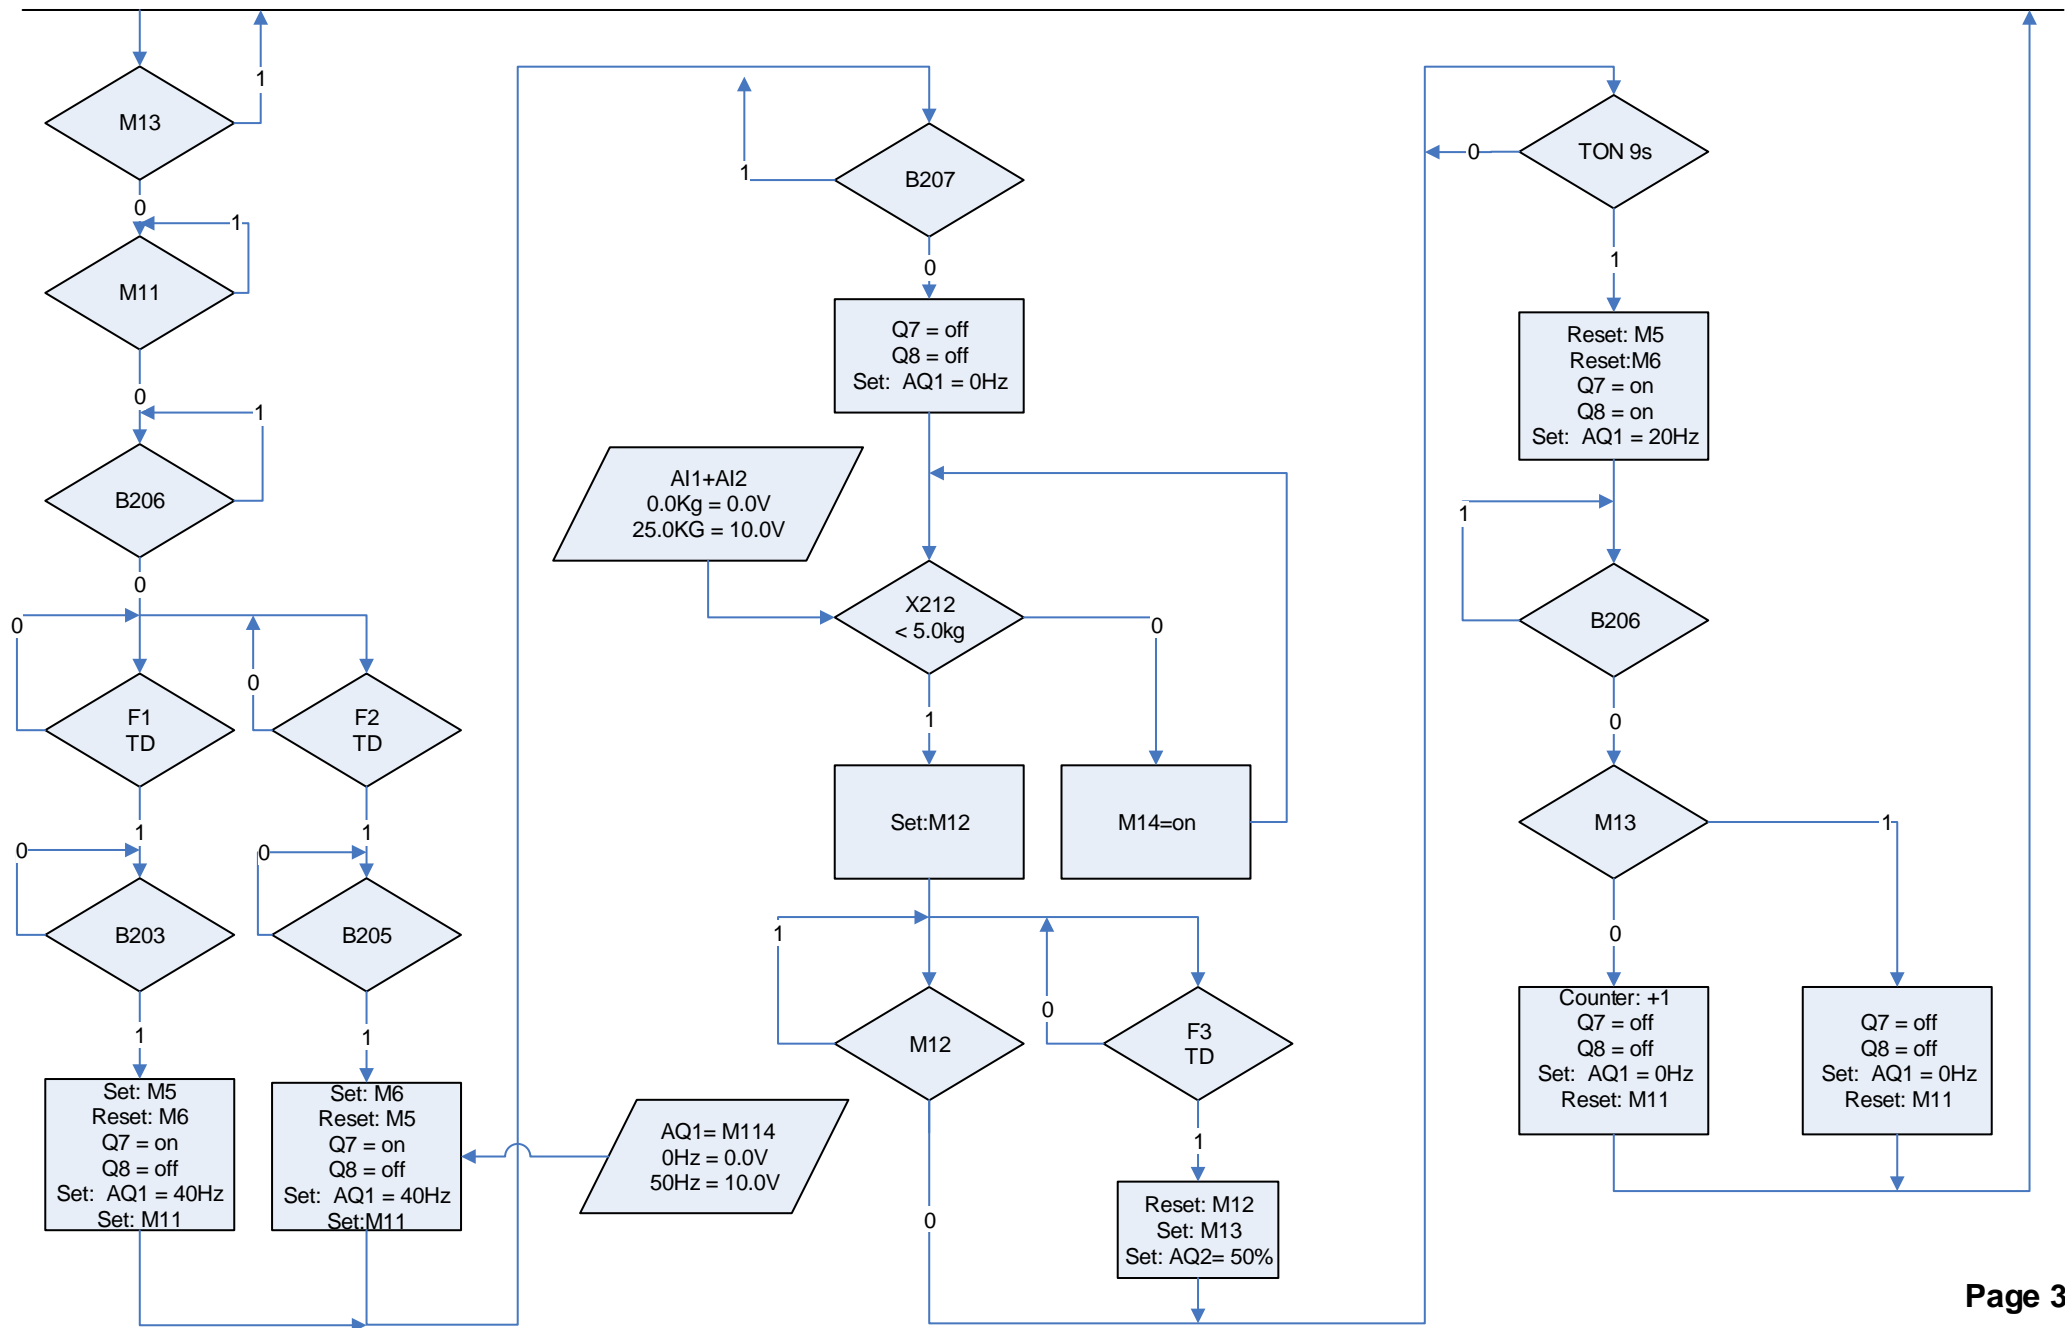 M13
1
0
1
M11
0
1
B206
0
0
0
F1
TD
F2
TD
1
1
0
0
B203
B205
1
1
Set: M5
Reset: M6
Q7 = on
Q8 = off
Set: AQ1 = 40Hz
Set: M11
Set: M6
Reset: M5
Q7 = on
Q8 = off
Set: AQ1 = 40Hz
Set:M11
AQ1= M114
0Hz = 0.0V
50Hz = 10.0V
1
B207
0
Q7 = off
Q8 = off
Set: AQ1 = 0Hz
AI1+AI2
0.0Kg = 0.0V
25.0KG = 10.0V
X212
< 5.0kg
0
1
Set:M12
M14=on
1
0
M12
F3
TD
1
0
Reset: M12
Set: M13
Set: AQ2= 50%
0
TON 9s
1
Reset: M5
Reset:M6
Q7 = on
Q8 = on
Set: AQ1 = 20Hz
1
B206
0
M13
1
0
Counter: +1
Q7 = off
Q8 = off
Set: AQ1 = 0Hz
Reset: M11
Q7 = off
Q8 = off
Set: AQ1 = 0Hz
Reset: M11
Page 3